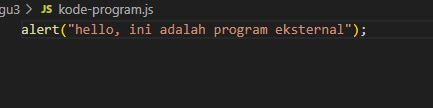 gu3 > JS kode-program.js
alert("hello, ini adalah program eksternal");